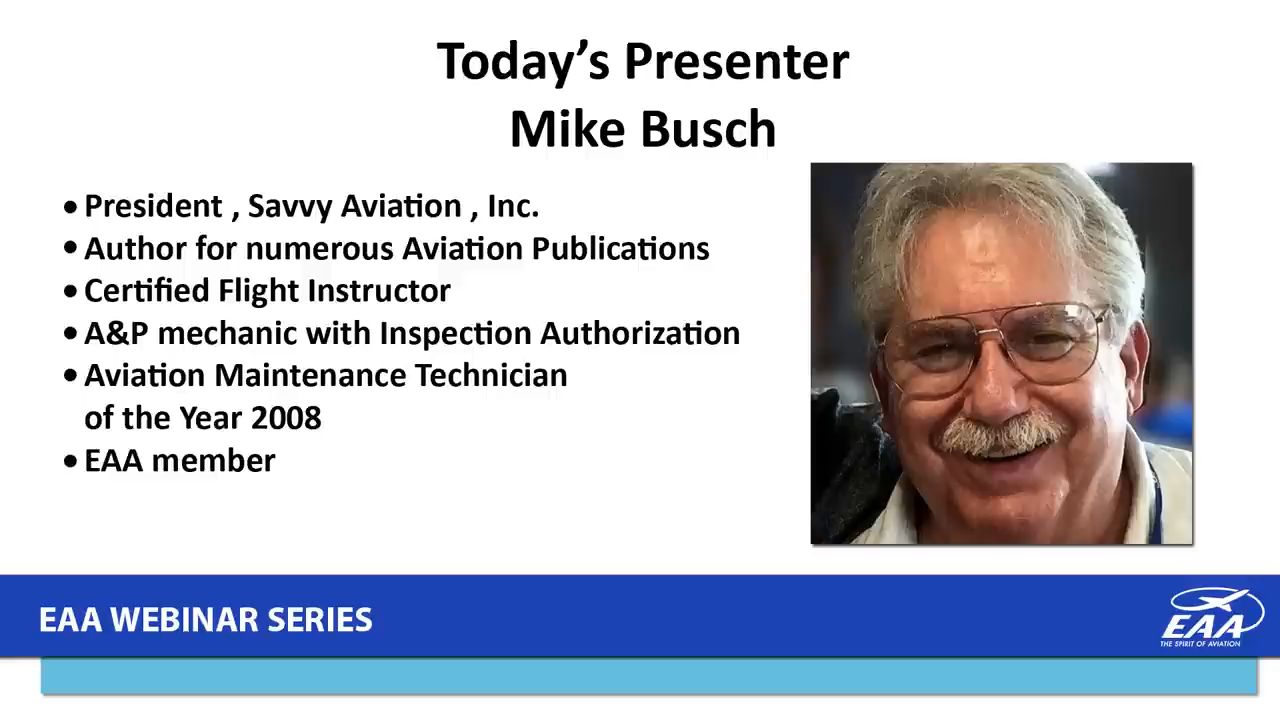 Today’s Presenter
Mike Busch
• President , Savvy Aviation , Inc.
• Author for numerous Aviation Publications
• Certified Flight Instructor
• A&P mechanic with Inspection Authorization
• Aviation Maintenance Technician
of the Year 2008
• EAA member
EAA WEBINAR SERIES
EAA
THE SPIRIT OF AVIATION